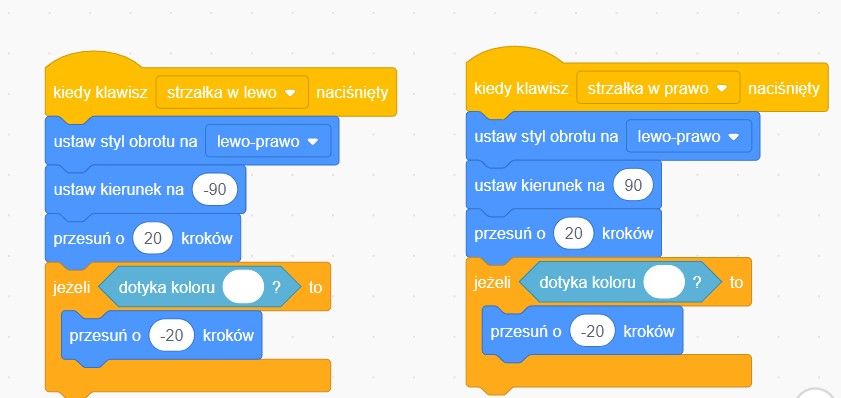 kiedy klawisz strzałka w lewo naciśnięty
ustaw styl obrotu na lewo-prawo
ustaw kierunek na -90
przesuń o 20 kroków
jeżeli dotyka koloru ? to
przesuń o -20 kroków
kiedy klawisz strzałka w prawo naciśnięty
ustaw styl obrotu na lewo-prawo
ustaw kierunek na 90
przesuń o 20 kroków
jeżeli dotyka koloru ? to
przesuń o -20 kroków